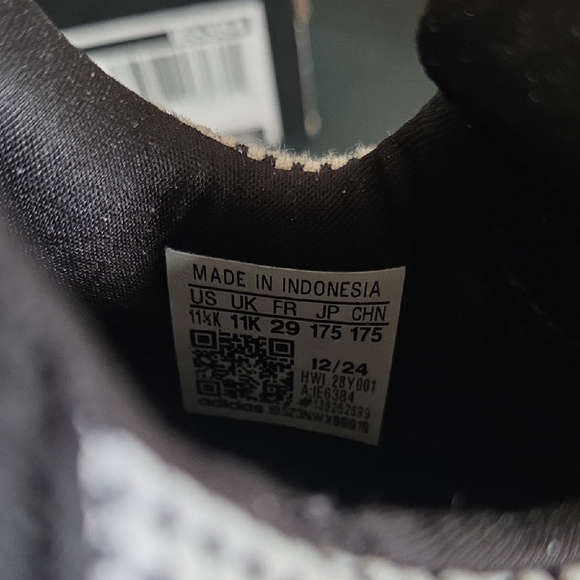 MADE IN INDONESIA
US UK FR JP CHN
11½K 11K 29 175 175
12/24
HWI 28Y001
A:IE6384
adidas